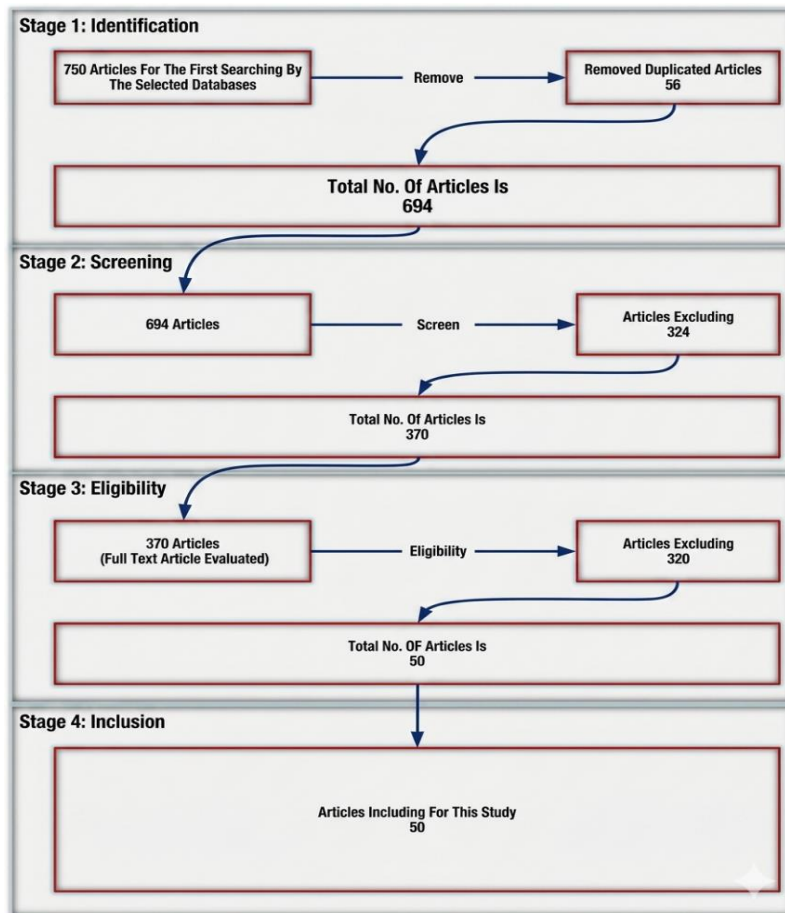 Stage 1: Identification
750 Articles For The First Searching By
The Selected Databases
Remove
Removed Duplicated Articles
56
Total No. Of Articles Is
694
Stage 2: Screening
694 Articles
Screen
Articles Excluding
324
Total No. Of Articles Is
370
Stage 3: Eligibility
370 Articles
(Full Text Article Evaluated)
Eligibility
Articles Excluding
320
Total No. OF Articles Is
50
Stage 4: Inclusion
Articles Including For This Study
50